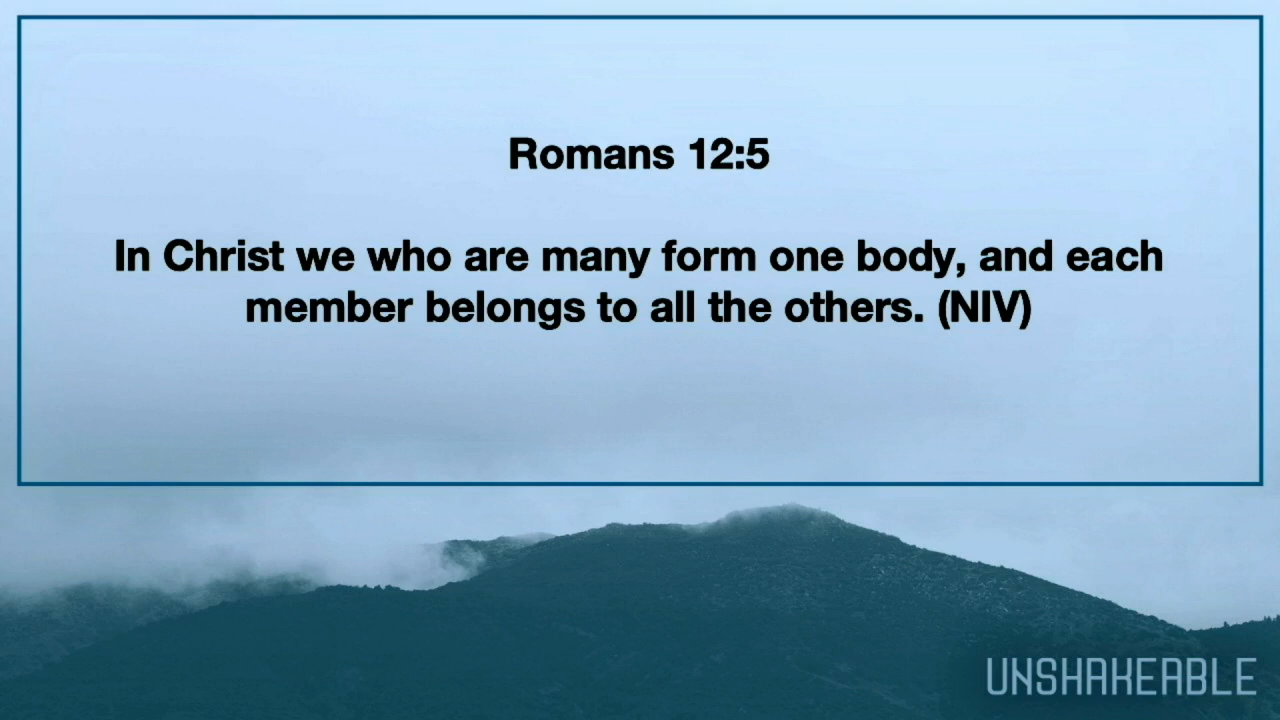 Romans 12:5
In Christ we who are many form one body, and each
member belongs to all the others. (NIV)
UNSHAKEABLE